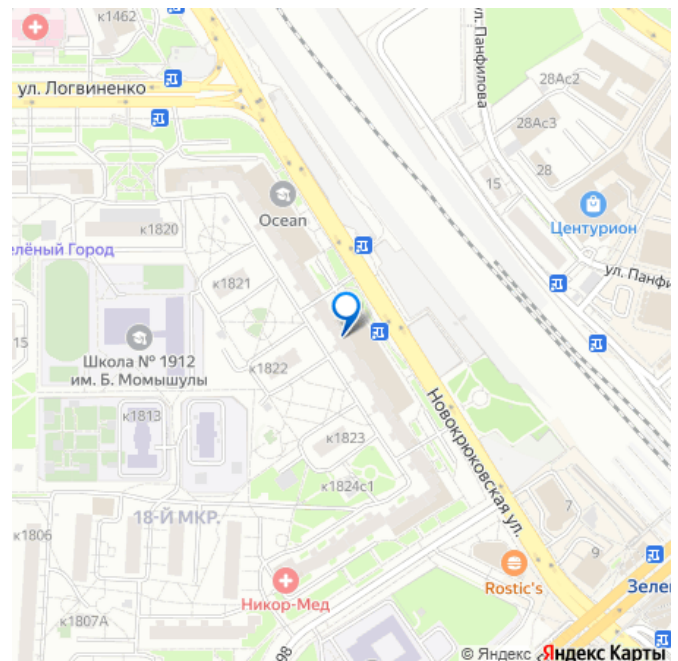 к1462
ул. Логвиненко
ул. Панфилова
28Ас2
28Ас3
28
15
Центурион
Ocean
к1820
елёный Город
к1821
ул. Панфи
15
Школа № 1912
им. Б. Момышулы
к1822
к1813
к1823
Новокрюковская ул.
к1824с1
18-Й МКР.
к1806
7
9
Rostic's
Зеле
Никор-Мед
к1807А
98
© Яндекс
Яндекс Карты